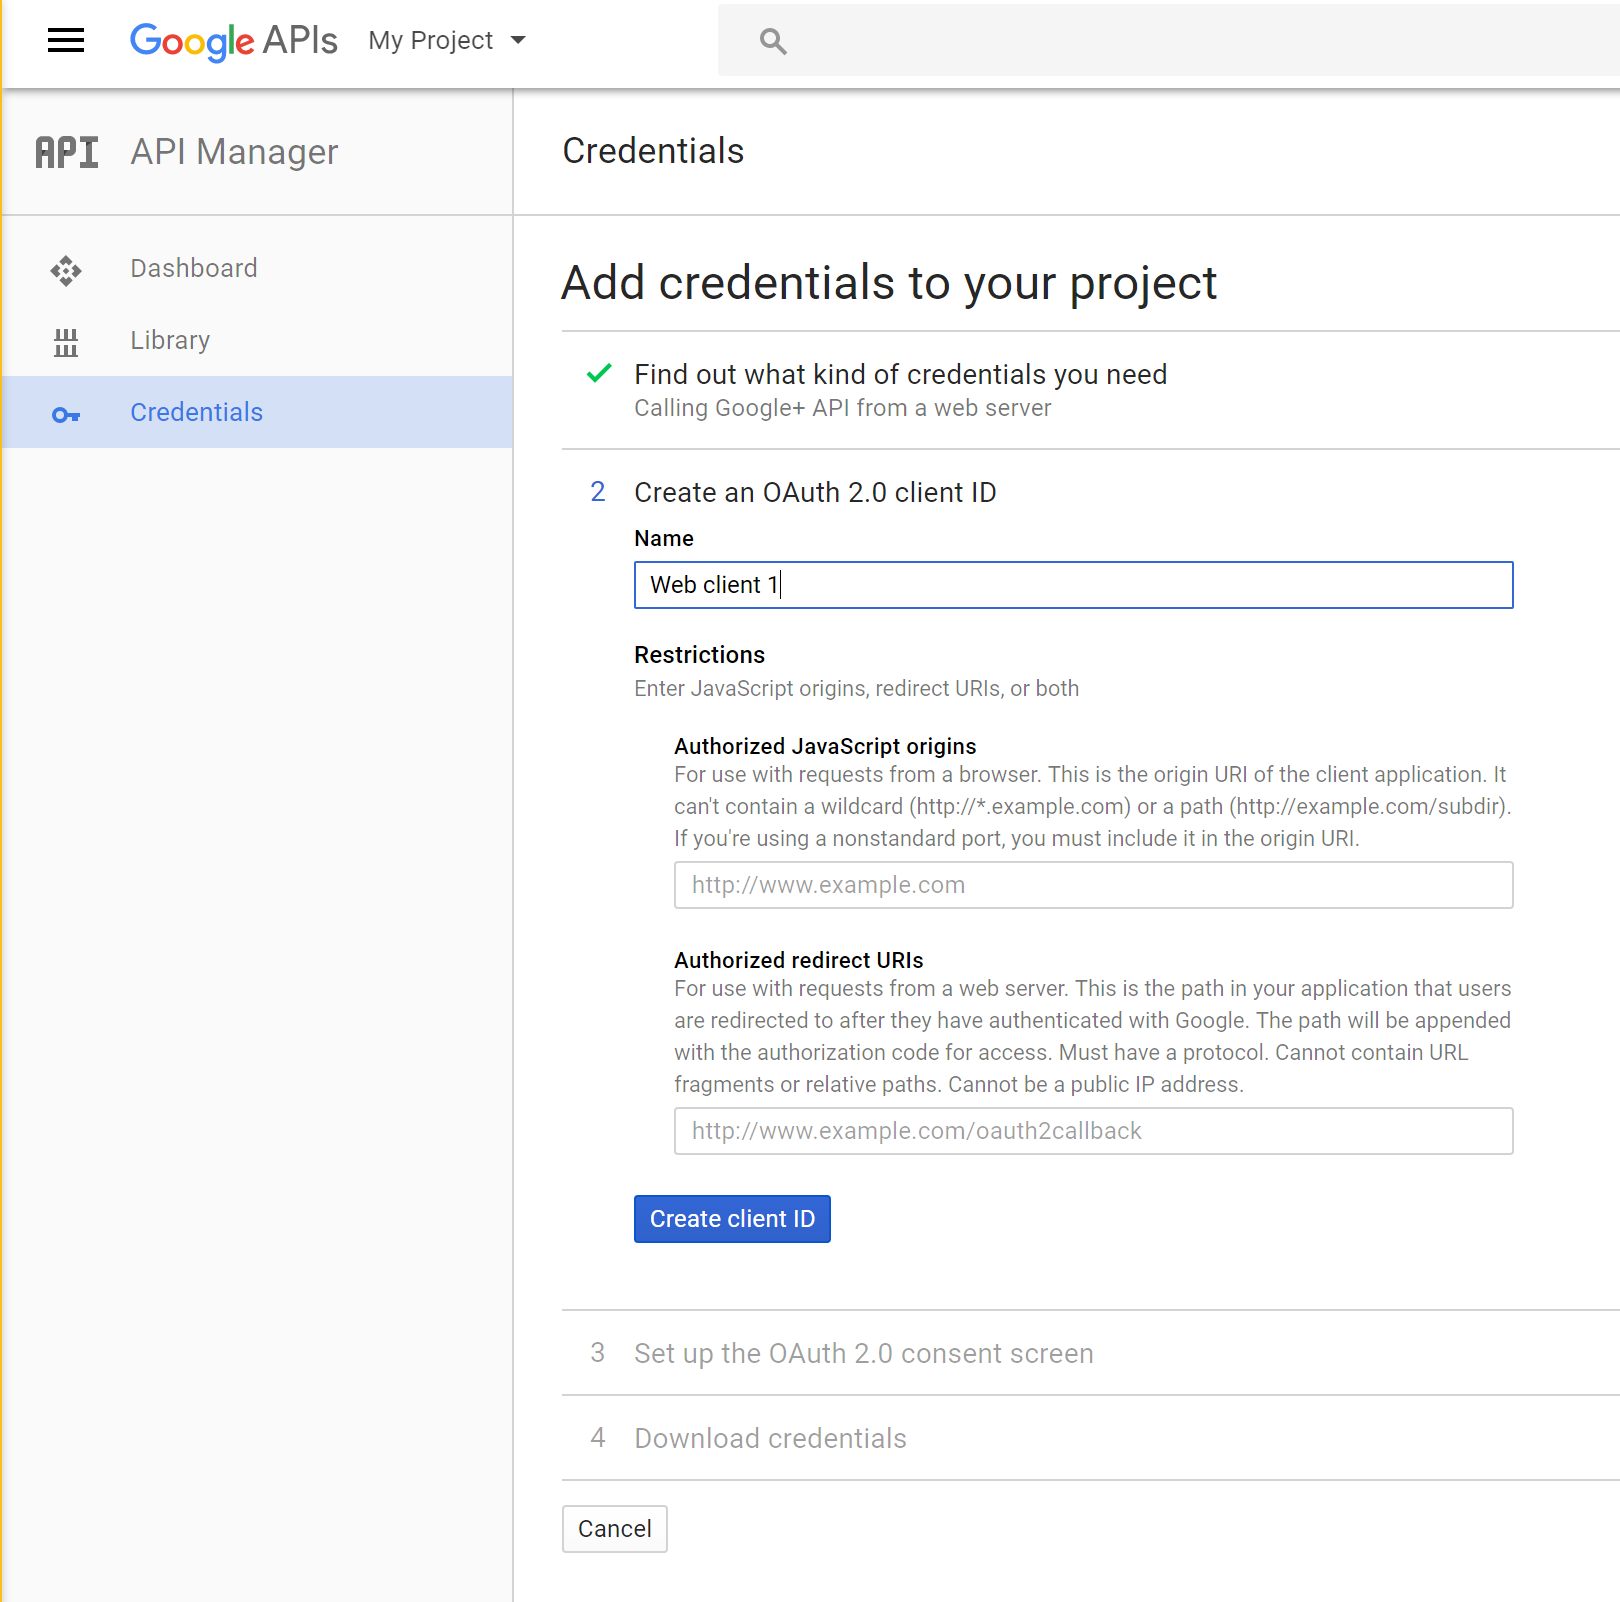 Google APIs My Project
API API Manager
Credentials
Dashboard
Library
Credentials
Add credentials to your project
Find out what kind of credentials you need
Calling Google+ API from a web server
2 Create an OAuth 2.0 client ID
Name
Web client 1
Restrictions
Enter JavaScript origins, redirect URIs, or both
Authorized JavaScript origins
For use with requests from a browser. This is the origin URI of the client application. It
can't contain a wildcard (http://*.example.com) or a path (http://example.com/subdir).
If you're using a nonstandard port, you must include it in the origin URI.
http://www.example.com
Authorized redirect URIs
For use with requests from a web server. This is the path in your application that users
are redirected to after they have authenticated with Google. The path will be appended
with the authorization code for access. Must have a protocol. Cannot contain URL
fragments or relative paths. Cannot be a public IP address.
http://www.example.com/oauth2callback
Create client ID
3 Set up the OAuth 2.0 consent screen
4 Download credentials
Cancel